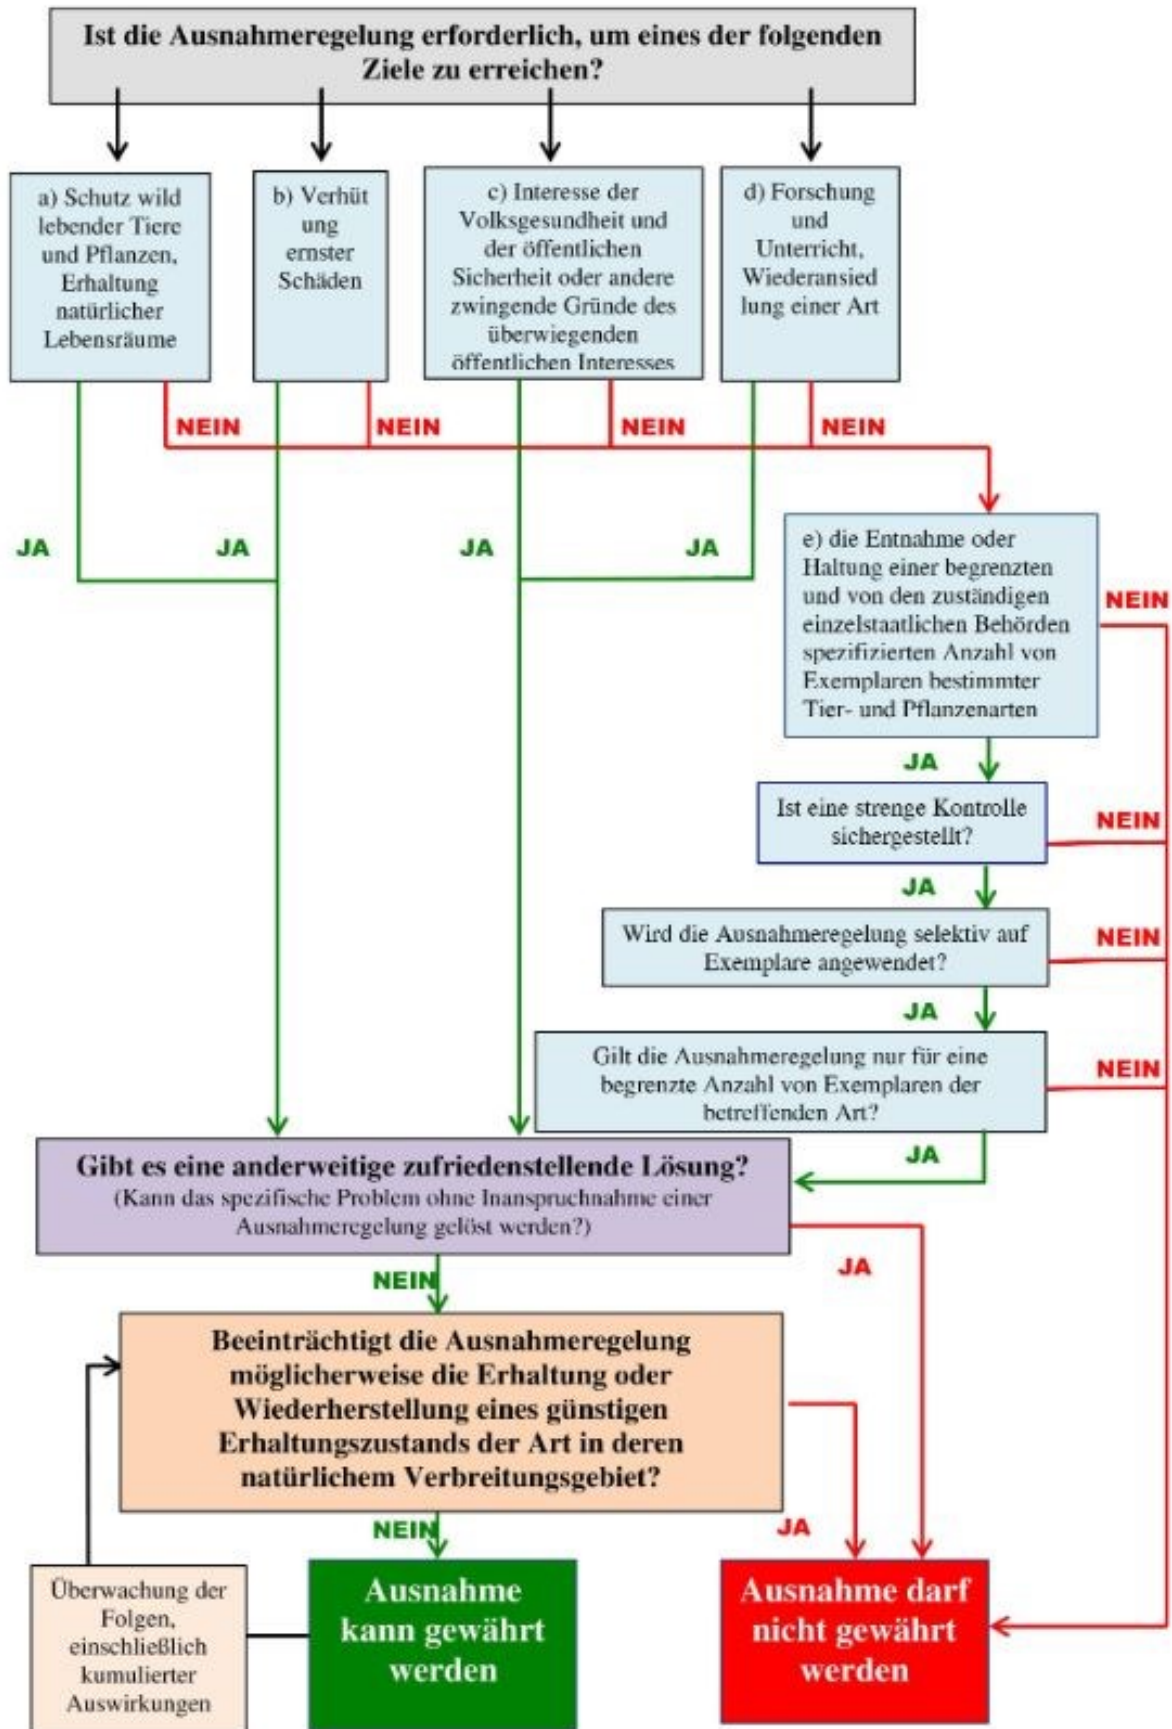 Ist die Ausnahmeregelung erforderlich, um eines der folgenden
Ziele zu erreichen?
a) Schutz wild
lebender Tiere
und Pflanzen,
Erhaltung
natürlicher
Lebensräume
b) Verhüt
ung
ernster
Schäden
c) Interesse der
Volksgesundheit und
der öffentlichen
Sicherheit oder andere
zwingende Gründe des
überwiegenden
öffentlichen Interesses
d) Forschung
und
Unterricht,
Wiederansied
lung einer Art
NEIN
NEIN
NEIN
NEIN
JA
JA
JA
JA
e) die Entnahme oder
Haltung einer begrenzten
und von den zuständigen
einzelstaatlichen Behörden
spezifizierten Anzahl von
Exemplaren bestimmter
Tier- und Pflanzenarten
NEIN
JA
Ist eine strenge Kontrolle
sichergestellt?
NEIN
JA
Wird die Ausnahmeregelung selektiv auf
Exemplare angewendet?
NEIN
JA
Gilt die Ausnahmeregelung nur für eine
begrenzte Anzahl von Exemplaren der
betreffenden Art?
NEIN
JA
Gibt es eine anderweitige zufriedenstellende Lösung?
(Kann das spezifische Problem ohne Inanspruchnahme einer
Ausnahmeregelung gelöst werden?)
NEIN
JA
Beeinträchtigt die Ausnahmeregelung
möglicherweise die Erhaltung oder
Wiederherstellung eines günstigen
Erhaltungszustands der Art in deren
natürlichem Verbreitungsgebiet?
NEIN
JA
Überwachung der
Folgen,
einschließlich
kumulierter
Auswirkungen
Ausnahme
kann gewährt
werden
Ausnahme darf
nicht gewährt
werden